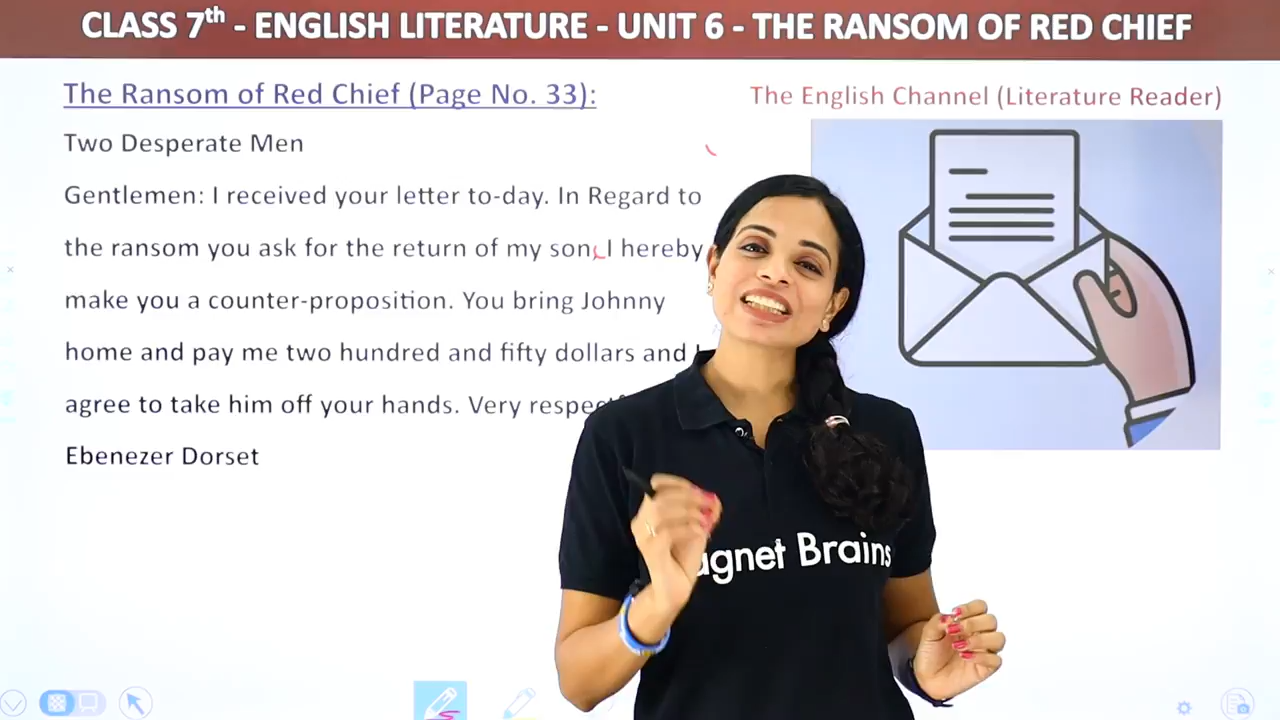 CLASS 7th - ENGLISH LITERATURE - UNIT 6 - THE RANSOM OF RED CHIEF
The Ransom of Red Chief (Page No. 33):
The English Channel (Literature Reader)
Two Desperate Men
Gentlemen: I received your letter to-day. In Regard to
the ransom you ask for the return of my son, I hereby
make you a counter-proposition. You bring Johnny
home and pay me two hundred and fifty dollars and I
agree to take him off your hands. Very
Ebenezer Dorset
Brains